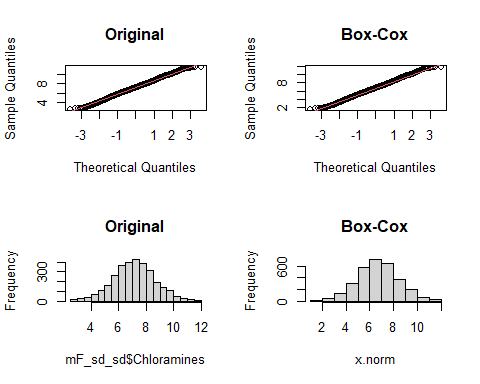 Original
Sample Quantiles
4 8
-3 -1 1 2 3
Theoretical Quantiles
Box-Cox
Sample Quantiles
2 8
-3 -1 1 2 3
Theoretical Quantiles
Original
Frequency
0 300
4 6 8 10 12
mF_sd_sd$Chloramines
Box-Cox
Frequency
0 600
2 4 6 8 10
x.norm